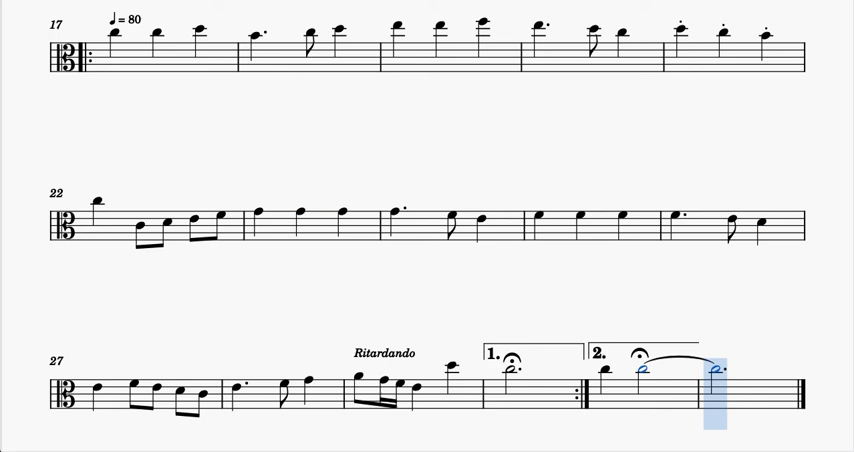 17
♩ = 80
22
27
Ritardando
1.
2.